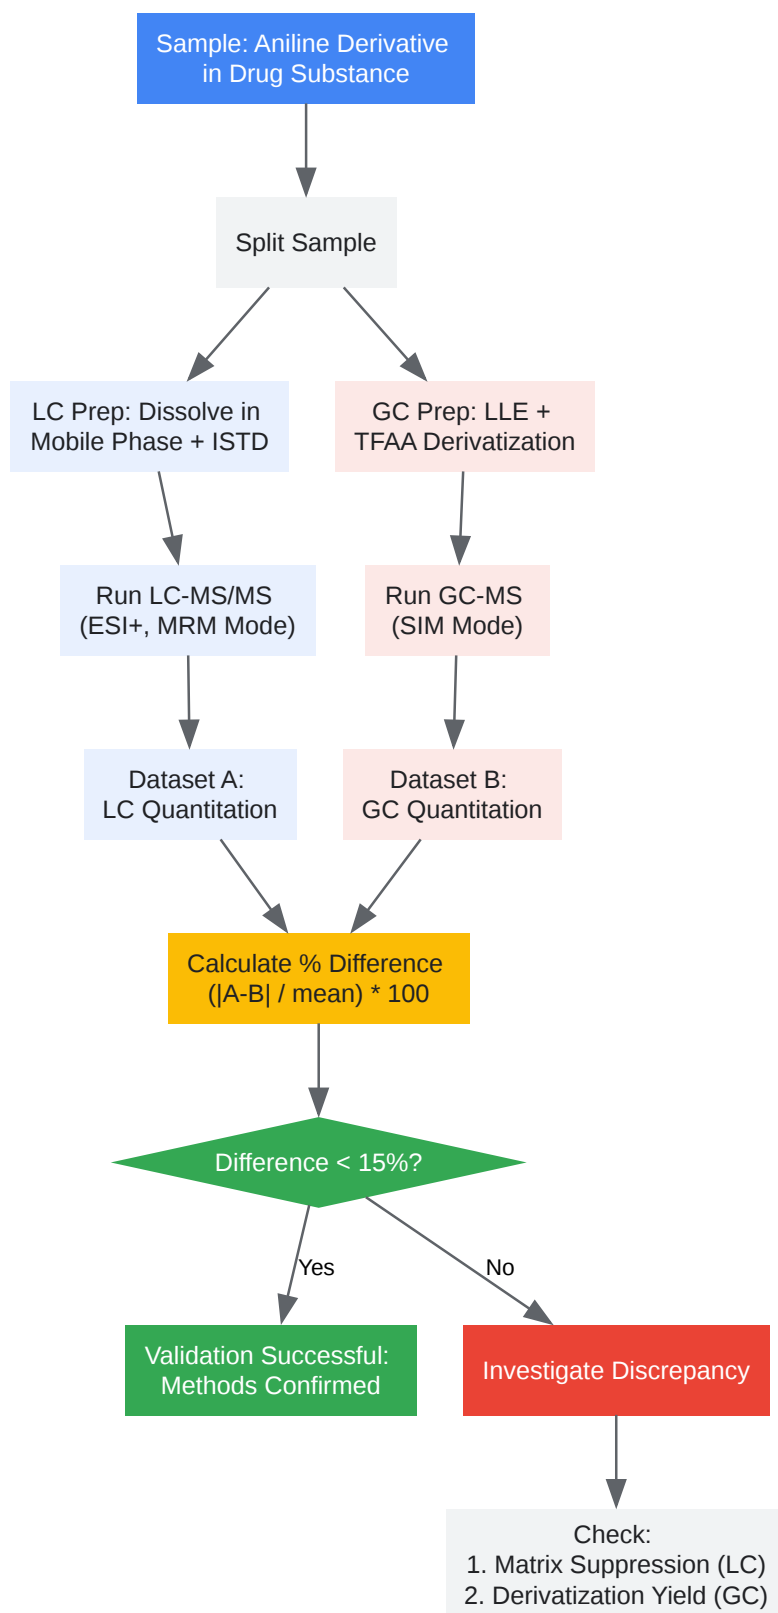 Sample: Aniline Derivative
in Drug Substance
Split Sample
LC Prep: Dissolve in
Mobile Phase + ISTD
GC Prep: LLE +
TFAA Derivatization
Run LC-MS/MS
(ESI+, MRM Mode)
Run GC-MS
(SIM Mode)
Dataset A:
LC Quantitation
Dataset B:
GC Quantitation
Calculate % Difference
(|A-B| / mean) * 100
Difference < 15%?
Yes
No
Validation Successful:
Methods Confirmed
Investigate Discrepancy
Check:
1. Matrix Suppression (LC)
2. Derivatization Yield (GC)